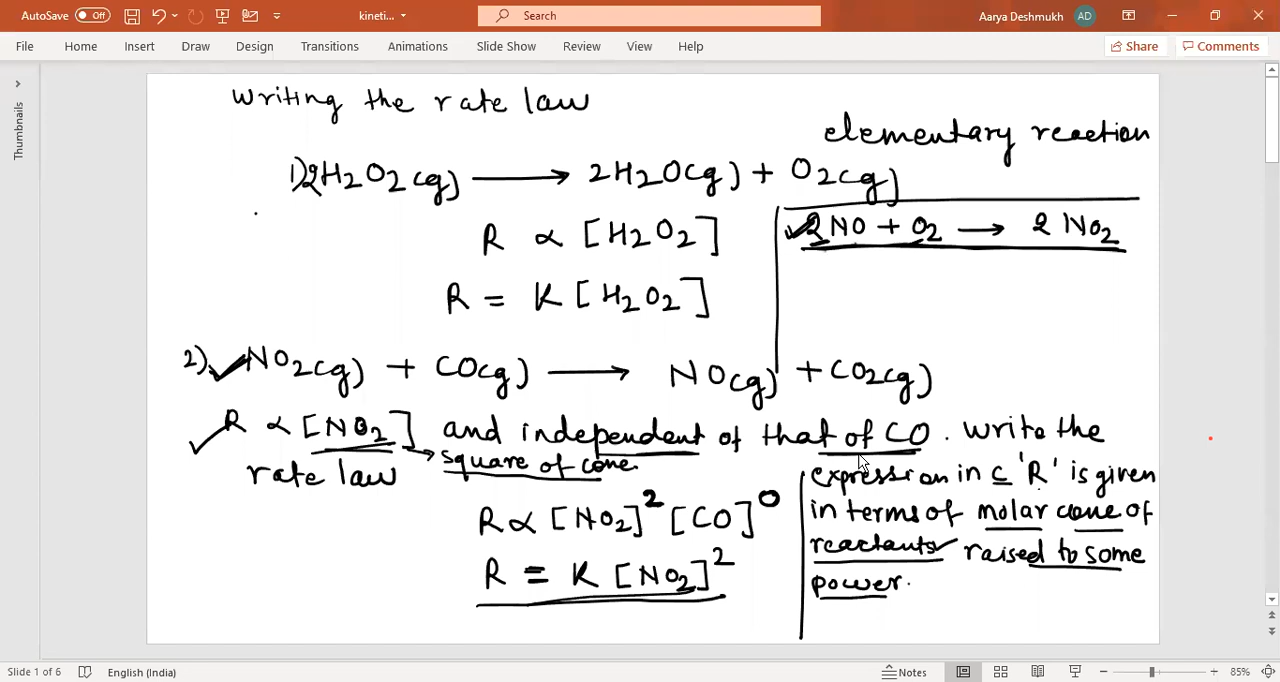 AutoSave Off kineti... Search Aarya Deshmukh AD
File Home Insert Draw Design Transitions Animations Slide Show Review View Help Share Comments
Thumbnails
Writing the rate law
elementary reaction
1) 2H2O2(g) ⟶ 2H2O(g) + O2(g)
R ∝ [H2O2]
2NO + O2 → 2NO2
R = K [H2O2]
2) NO2(g) + CO(g) ⟶ NO(g) + CO2(g)
R ∝ [NO2] and independent of that of CO. Write the
→ square of conc.
rate law
expression in c 'R' is given
in terms of molar conc of
reactants raised to some
power.
R ∝ [NO2]² [CO]⁰
R = K [NO2]²
Slide 1 of 6 English (India) Notes 85%